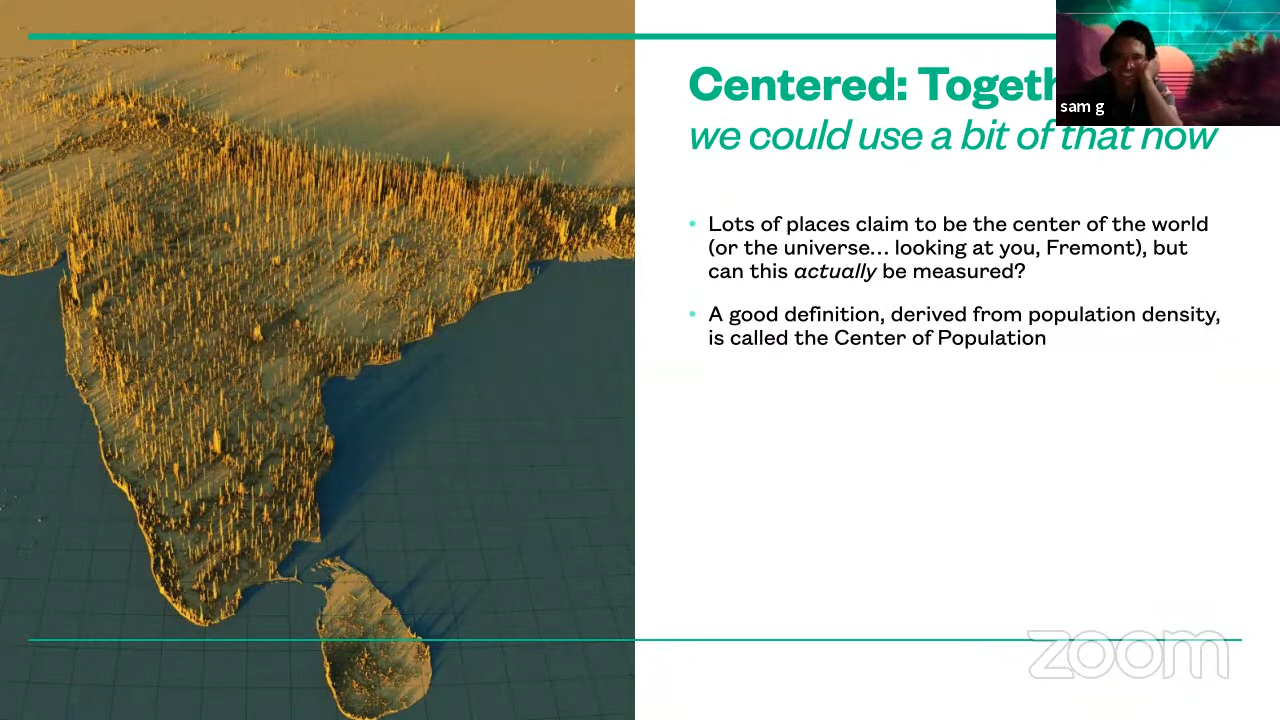 Centered: Togeth
we could use a bit of that now
sam g
• Lots of places claim to be the center of the world
(or the universe... looking at you, Fremont), but
can this actually be measured?
• A good definition, derived from population density,
is called the Center of Population
zoom